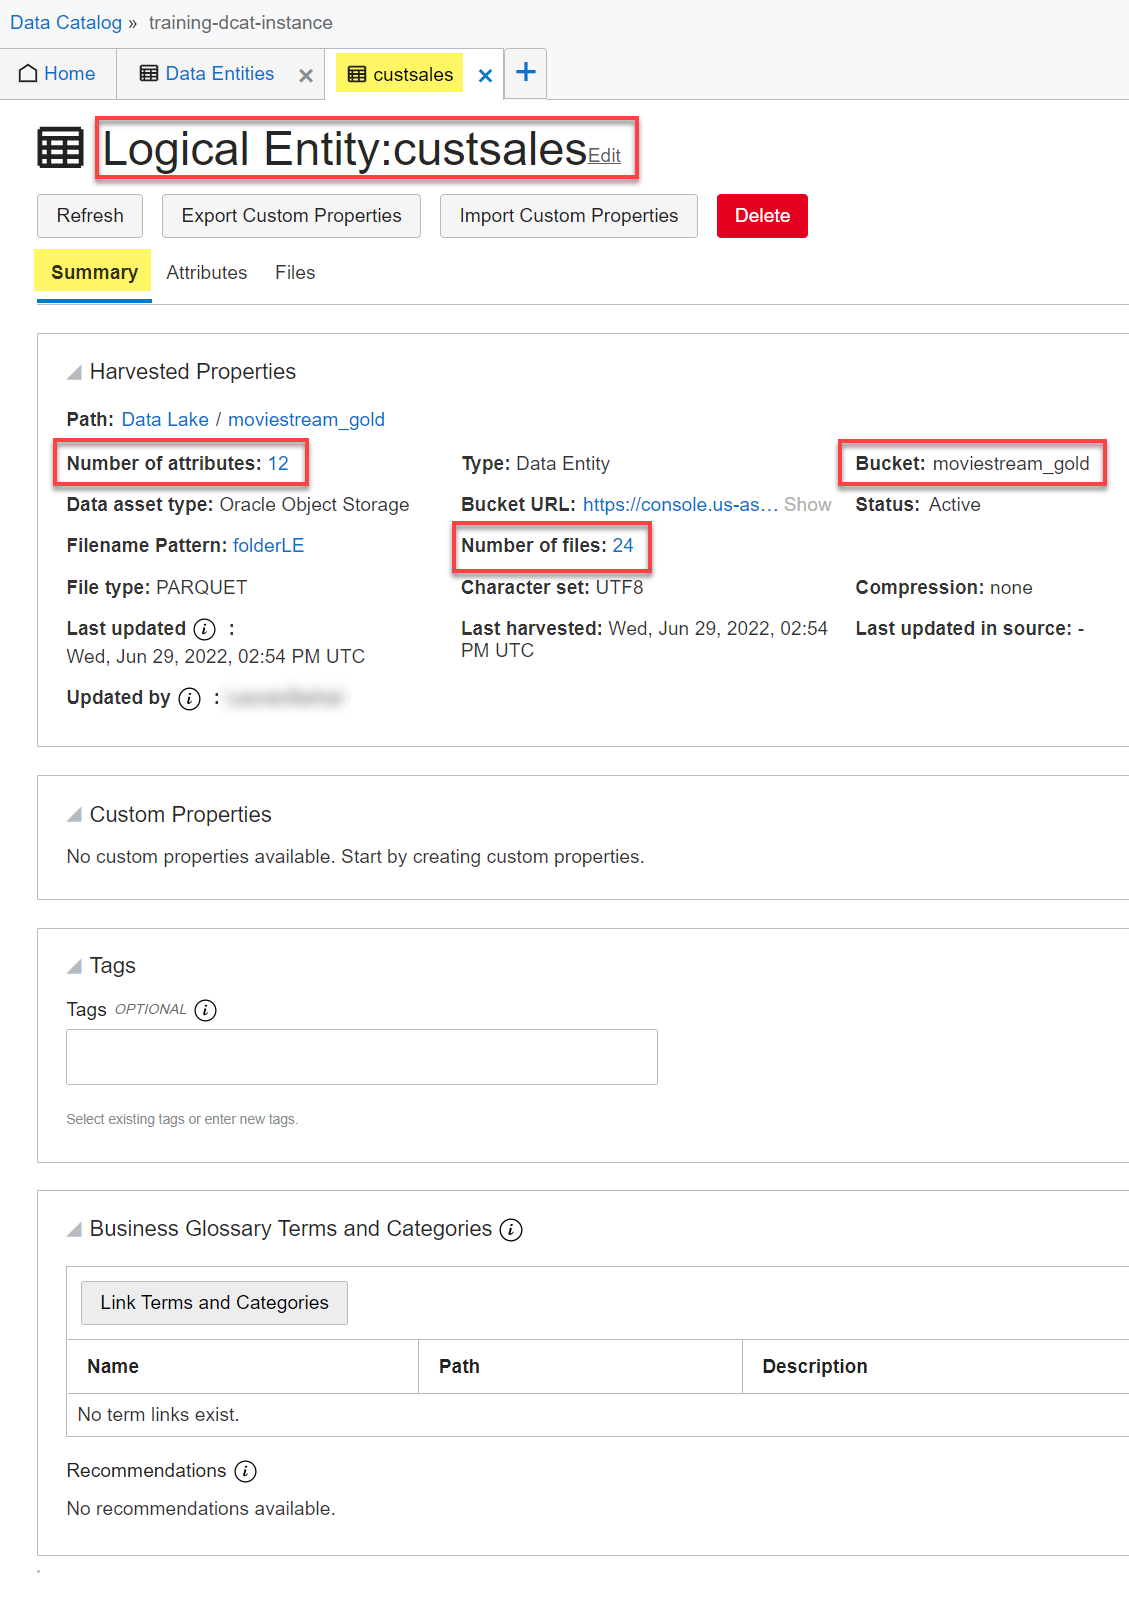 Data Catalog » training-dcat-instance
Home Data Entities × custsales × +
Logical Entity:custsales Edit
Refresh Export Custom Properties Import Custom Properties Delete
Summary Attributes Files
Harvested Properties
Path: Data Lake / moviestream_gold
Number of attributes: 12 Type: Data Entity Bucket: moviestream_gold
Data asset type: Oracle Object Storage Bucket URL: https://console.us-as... Show Status: Active
Filename Pattern: folderLE Number of files: 24
File type: PARQUET Character set: UTF8 Compression: none
Last updated i : Last harvested: Wed, Jun 29, 2022, 02:54 Last updated in source: -
Wed, Jun 29, 2022, 02:54 PM UTC PM UTC
Updated by i :
Custom Properties
No custom properties available. Start by creating custom properties.
Tags
Tags OPTIONAL i
Select existing tags or enter new tags.
Business Glossary Terms and Categories i
Link Terms and Categories
Name Path Description
No term links exist.
Recommendations i
No recommendations available.